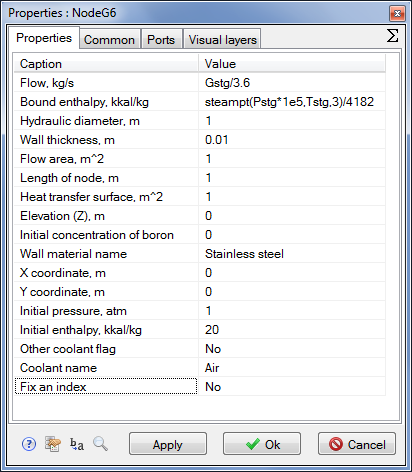 Properties : NodeG6
Properties Common Ports Visual layers Σ
Caption Value
Flow, kg/s Gstg/3.6
Bound enthalpy, kkal/kg steampt(Pstg*1e5,Tstg,3)/4182
Hydraulic diameter, m 1
Wall thickness, m 0.01
Flow area, m^2 1
Length of node, m 1
Heat transfer surface, m^2 1
Elevation (Z), m 0
Initial concentration of boron 0
Wall material name Stainless steel
X coordinate, m 0
Y coordinate, m 0
Initial pressure, atm 1
Initial enthalpy, kkal/kg 20
Other coolant flag No
Coolant name Air
Fix an index No
Apply Ok Cancel